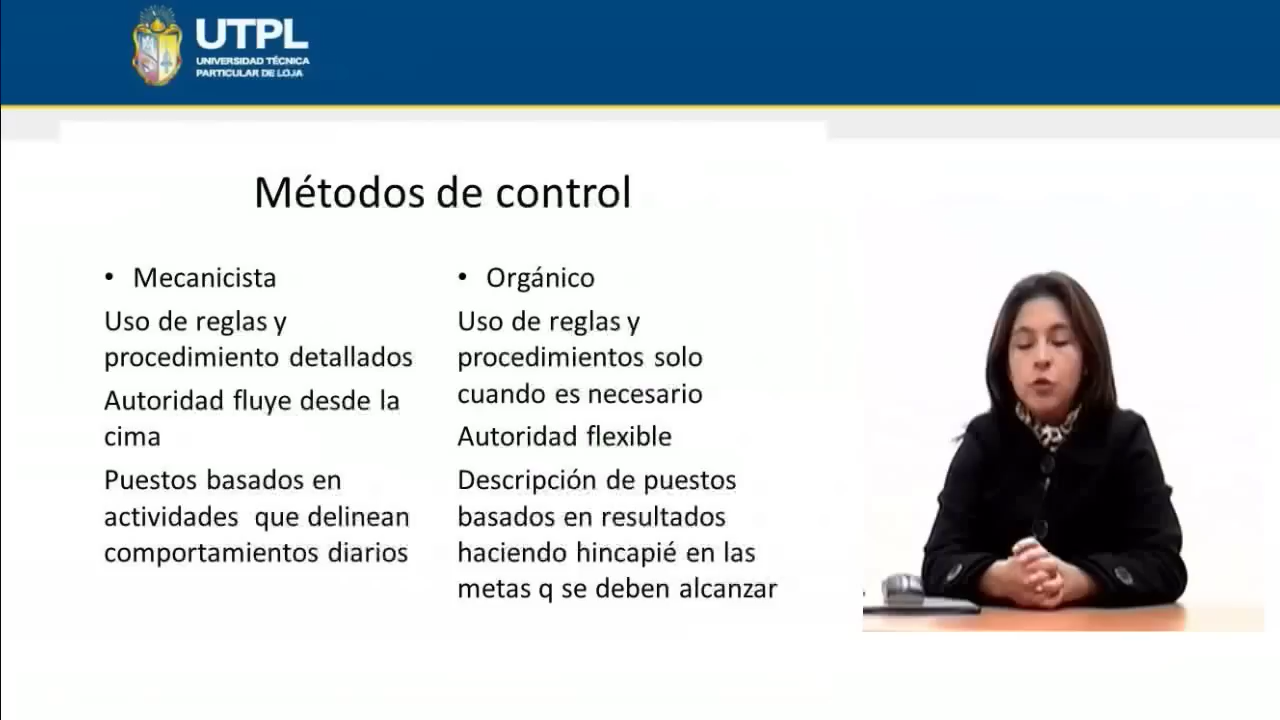 UTPL
UNIVERSIDAD TÉCNICA
PARTICULAR DE LOJA
Métodos de control
• Mecanicista
Uso de reglas y
procedimiento detallados
Autoridad fluye desde la
cima
Puestos basados en
actividades que delinean
comportamientos diarios
• Orgánico
Uso de reglas y
procedimientos solo
cuando es necesario
Autoridad flexible
Descripción de puestos
basados en resultados
haciendo hincapié en las
metas q se deben alcanzar